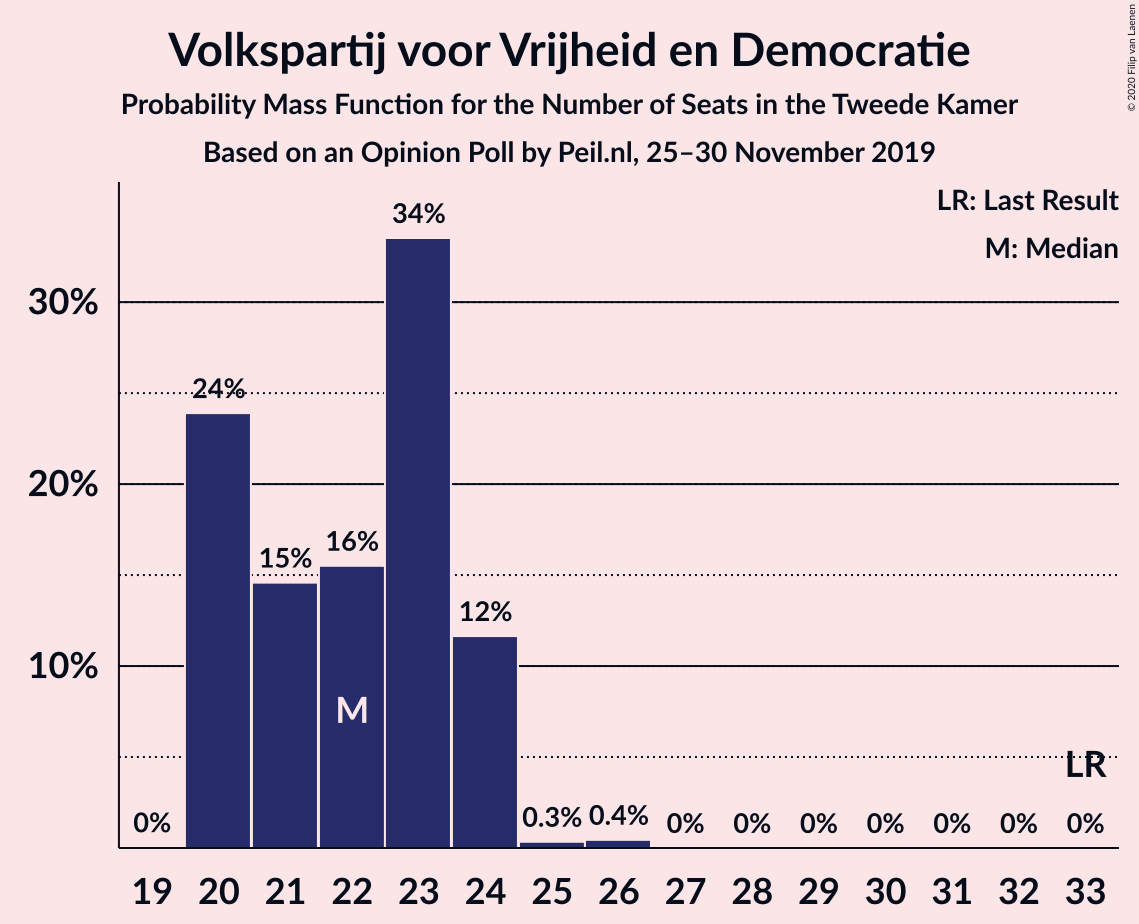 Volkspartij voor Vrijheid en Democratie
Probability Mass Function for the Number of Seats in the Tweede Kamer
Based on an Opinion Poll by Peil.nl, 25–30 November 2019
© 2020 Filip van Laenen
LR: Last Result
M: Median
34%
30%
24%
20%
16%
15%
12%
10%
M
LR
0%
0.3%
0.4%
0%
0%
0%
0%
0%
0%
0%
19 20 21 22 23 24 25 26 27 28 29 30 31 32 33